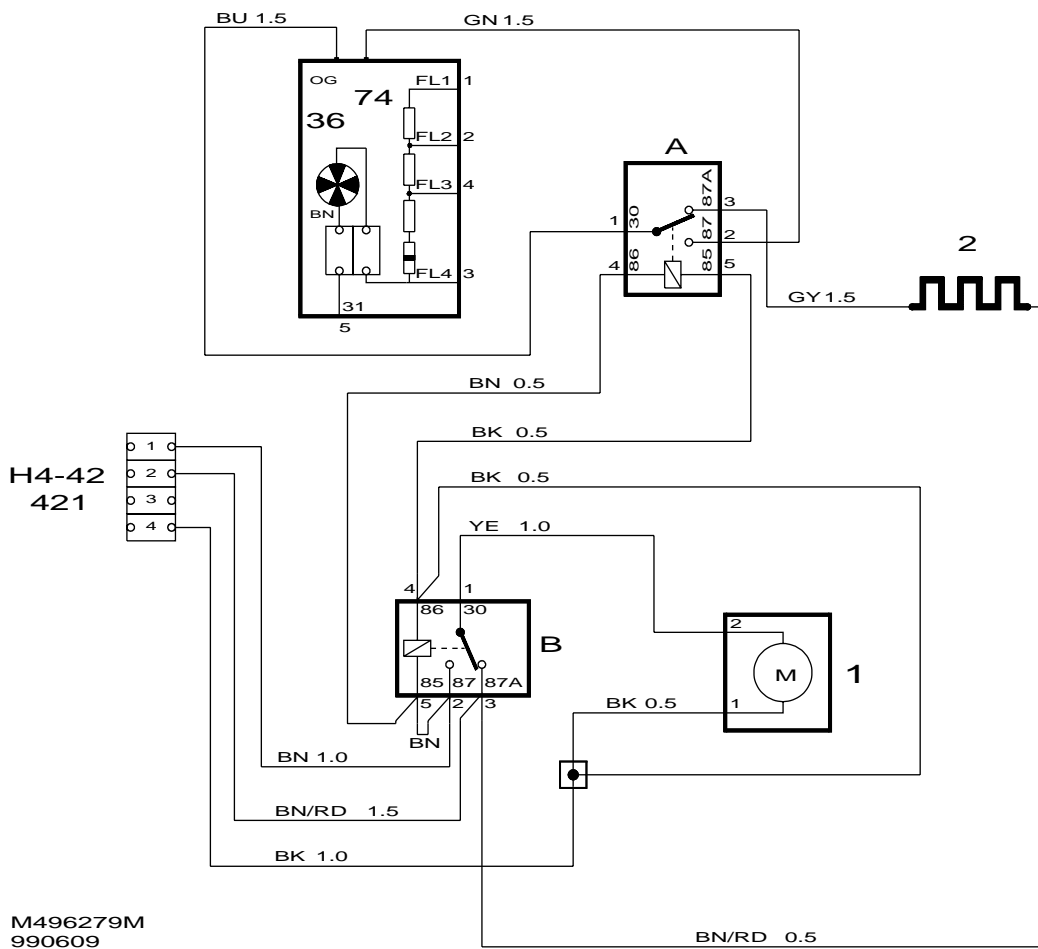 BU 1.5
GN 1.5
OG
74
FL1 1
36
FL2 2
FL3 4
BN
FL4 3
31
5
A
87A 3
1 30
87 2
4 86
85 5
2
GY 1.5
BN 0.5
BK 0.5
H4-42
421
1
2
3
4
BK 0.5
YE 1.0
4 1
86 30
B
85 87 87A
5 2 3
BN
2
M
1
1
BK 0.5
BN 1.0
BN/RD 1.5
BK 1.0
M496279M
990609
BN/RD 0.5